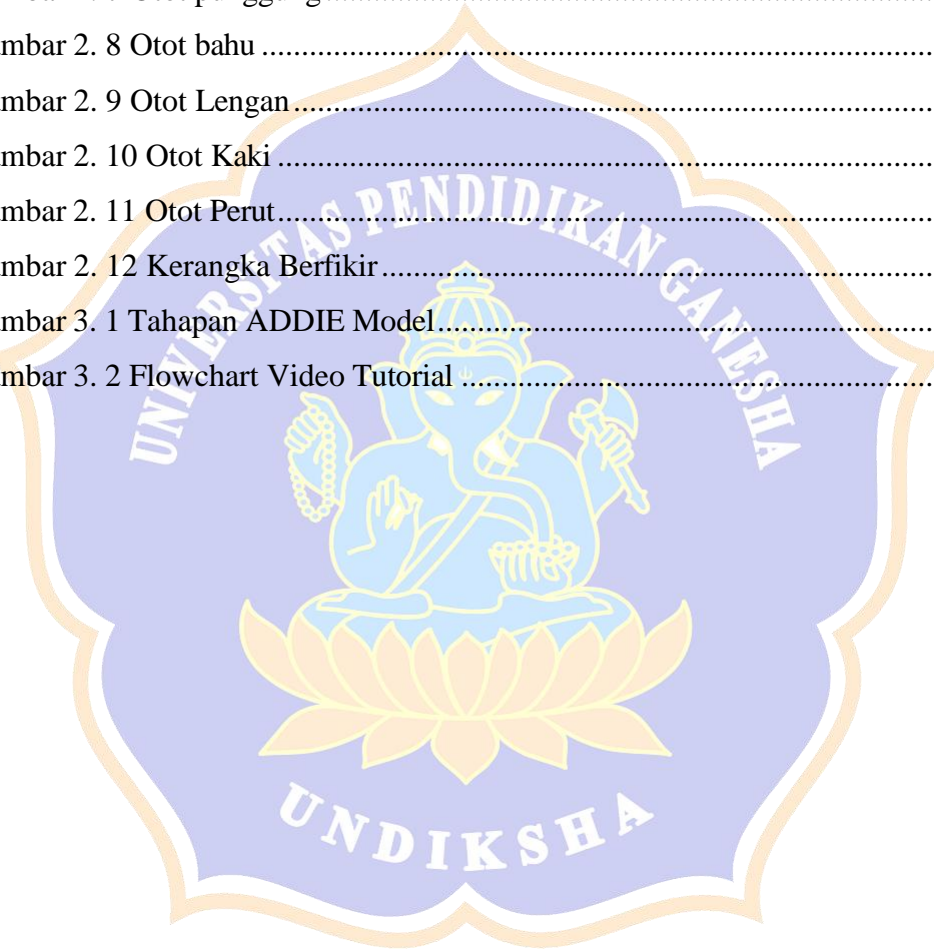 mbar 2. 8 Otot bahu ....................................................................................
mbar 2. 9 Otot Lengan................................................................................
mbar 2. 10 Otot Kaki ..................................................................................
mbar 2. 11 Otot Perut..................................................................................
mbar 2. 12 Kerangka Berfikir.....................................................................
mbar 3. 1 Tahapan ADDIE Model..............................................................
mbar 3. 2 Flowchart Video Tutorial ...........................................................
UNIVERSITAS PENDIDIKAN GANESHA
UNDIKSHA